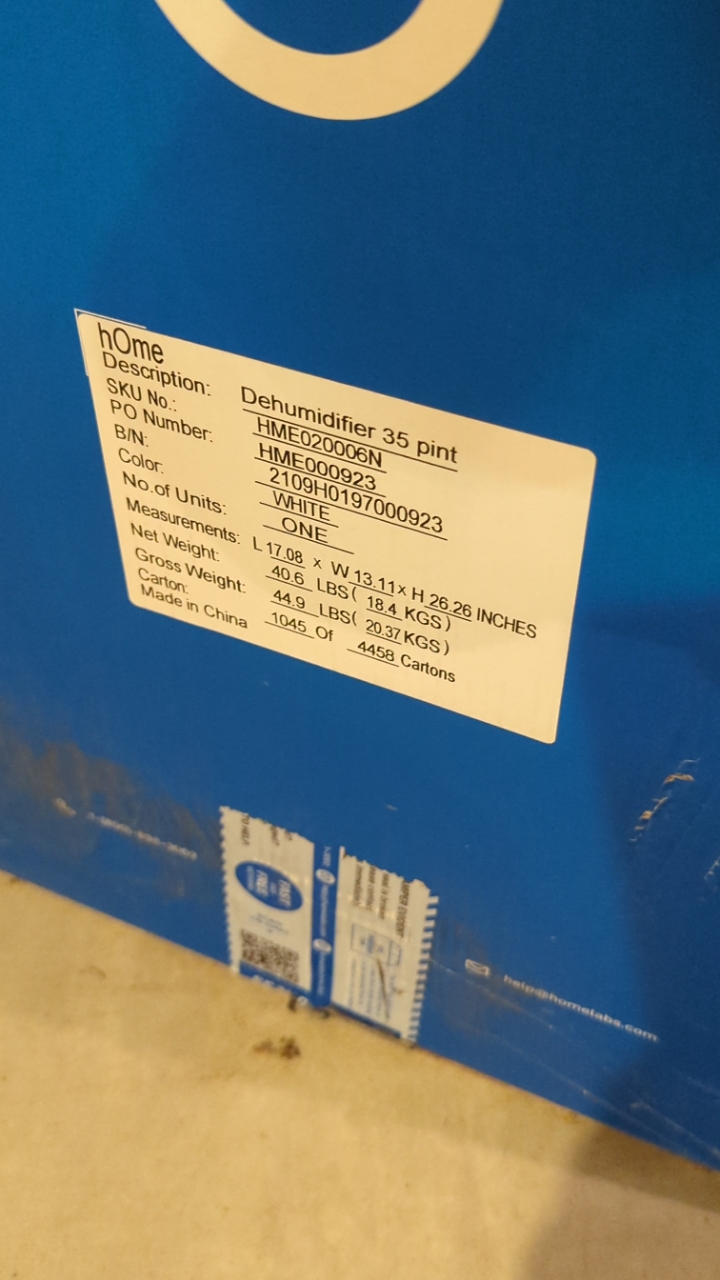 hOme
Description: Dehumidifier 35 pint
SKU No.: HME020006N
PO Number: HME000923
B/N: 2109H0197000923
Color: WHITE
No.of Units: ONE
Measurements: L 17.08 x W 13.11 x H 26.26 INCHES
Net Weight: 40.6 LBS( 18.4 KGS )
Gross Weight: 44.9 LBS( 20.37 KGS )
Carton: 1045 Of 4458 Cartons
Made in China
FAST
FREE
help@homelabs.com